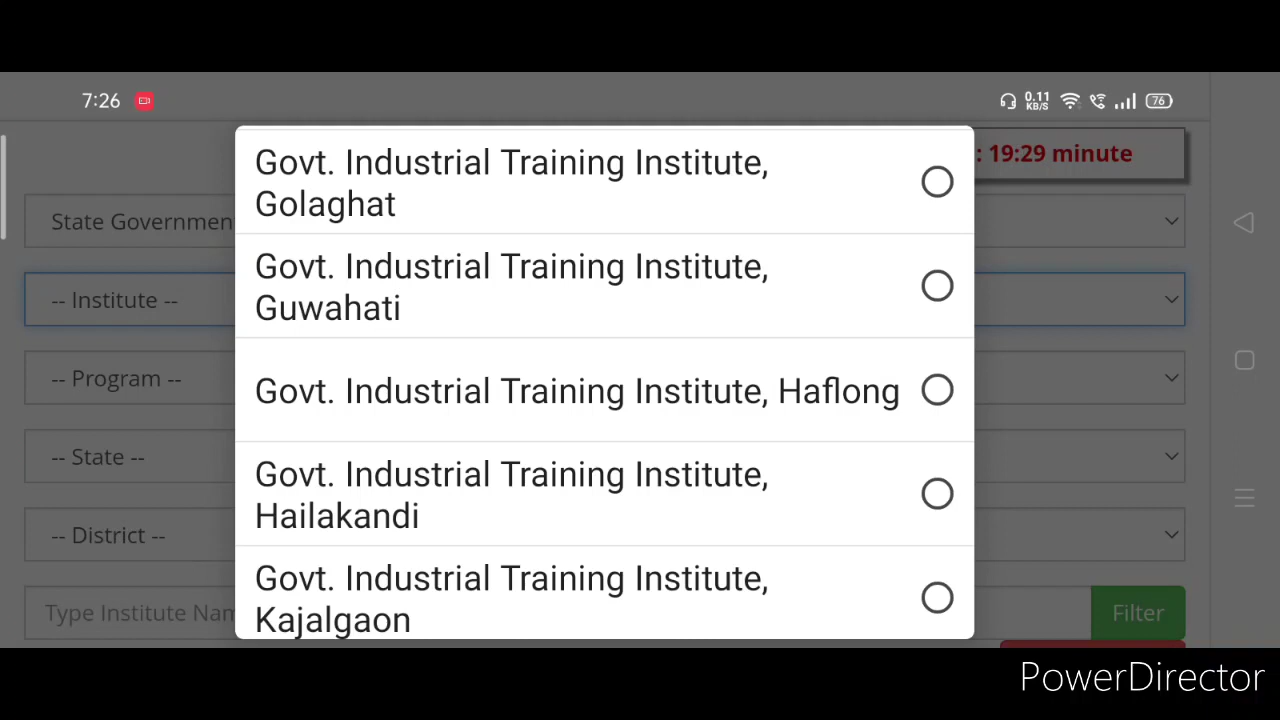 7:26
0.11
KB/S
76
: 19:29 minute
State Governmen
-- Institute --
-- Program --
-- State --
-- District --
Type Institute Nam
Filter
Govt. Industrial Training Institute,
Golaghat
Govt. Industrial Training Institute,
Guwahati
Govt. Industrial Training Institute, Haflong
Govt. Industrial Training Institute,
Hailakandi
Govt. Industrial Training Institute,
Kajalgaon
PowerDirector